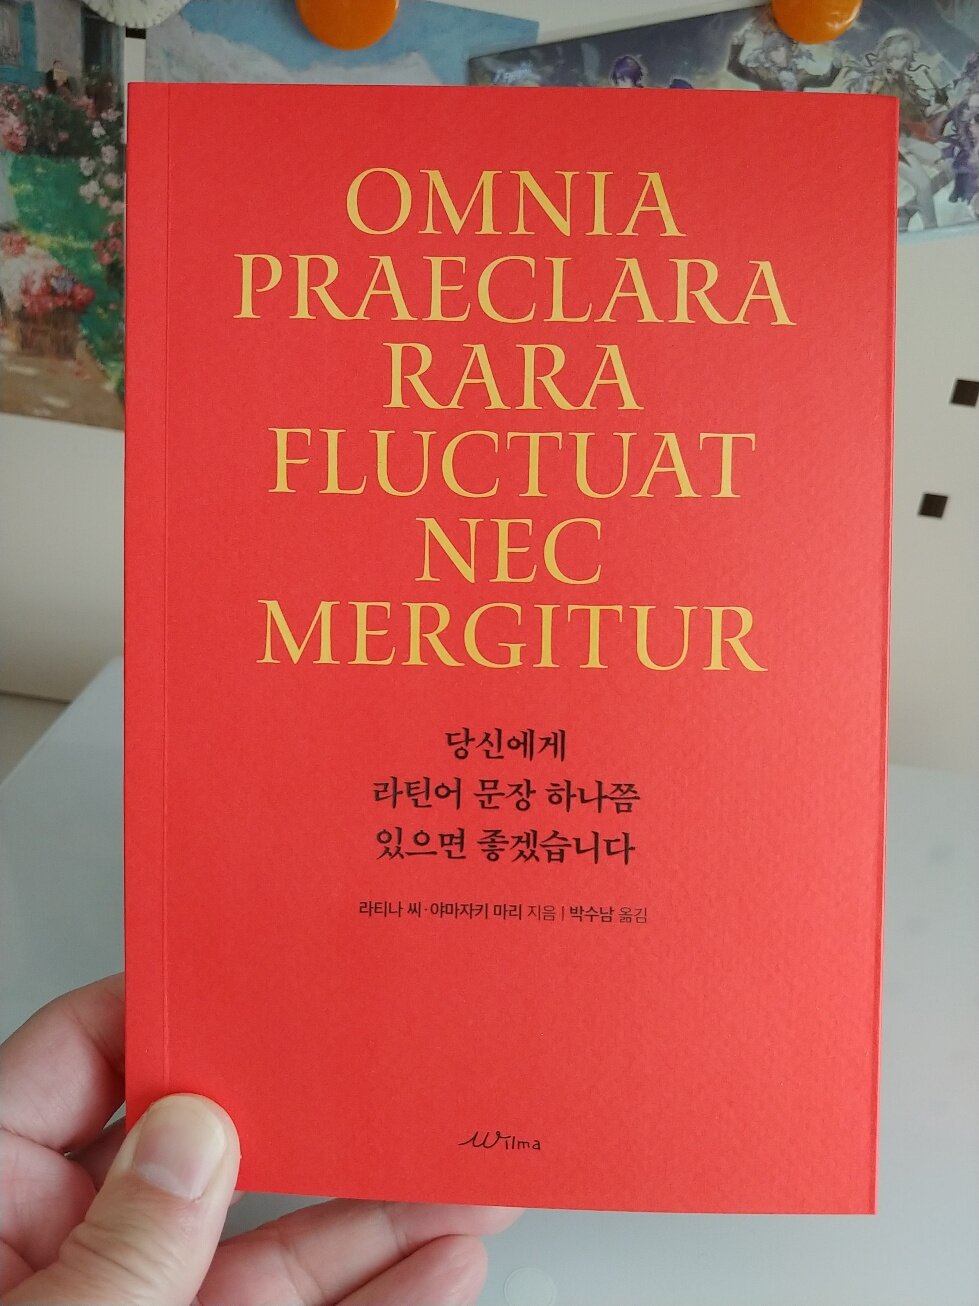 OMNIA
PRAECLARA
RARA
FLUCTUAT
NEC
MERGITUR
당신에게
라틴어 문장 하나쯤
있으면 좋겠습니다
라티나 씨·야마자키 마리 지음 | 박수남 옮김
Wilma